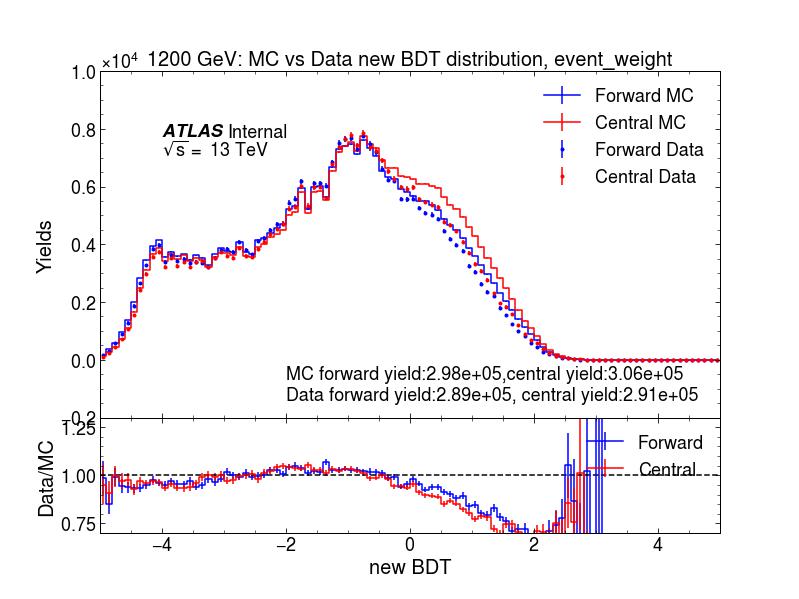 ×10⁴ 1200 GeV: MC vs Data new BDT distribution, event_weight
1.0
0.8
0.6
0.4
0.2
0.0
0.2
Yields
ATLAS Internal
√s = 13 TeV
Forward MC
Central MC
Forward Data
Central Data
MC forward yield:2.98e+05,central yield:3.06e+05
Data forward yield:2.89e+05, central yield:2.91e+05
1.25
1.00
0.75
Data/MC
Forward
Central
−4 −2 0 2 4
new BDT